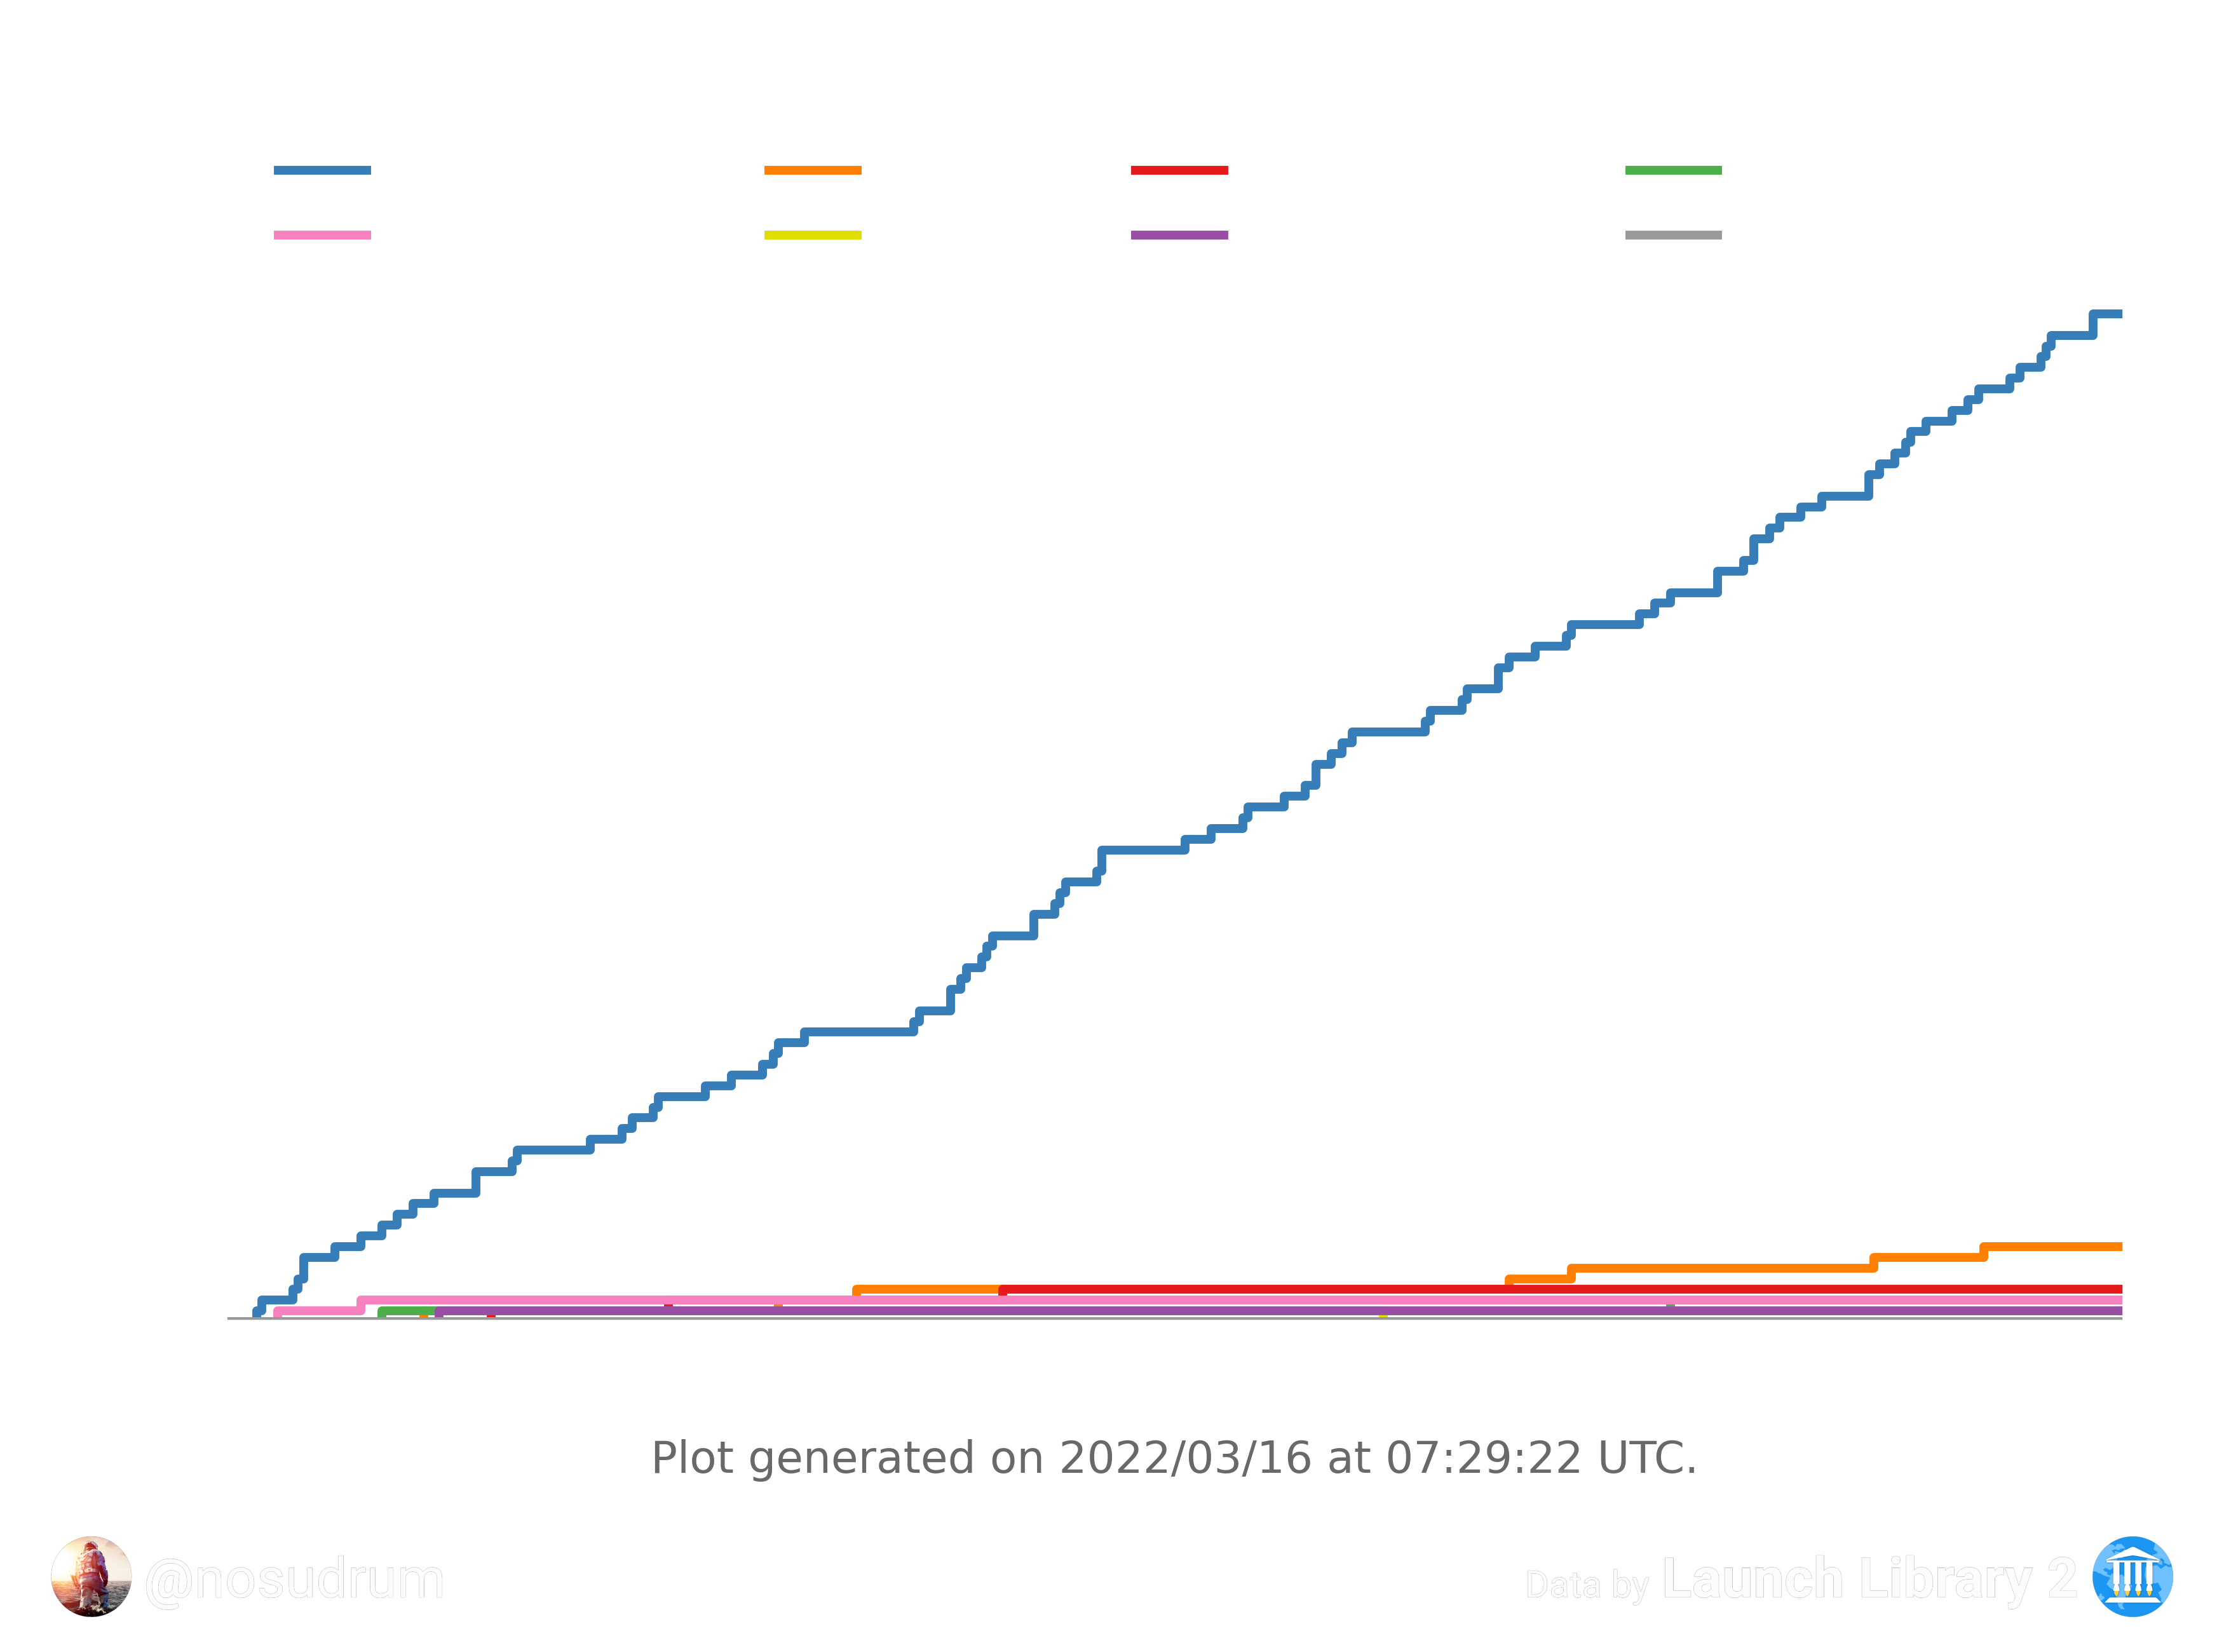 Plot generated on 2022/03/16 at 07:29:22 UTC.
@nosudrum
Data by Launch Library 2